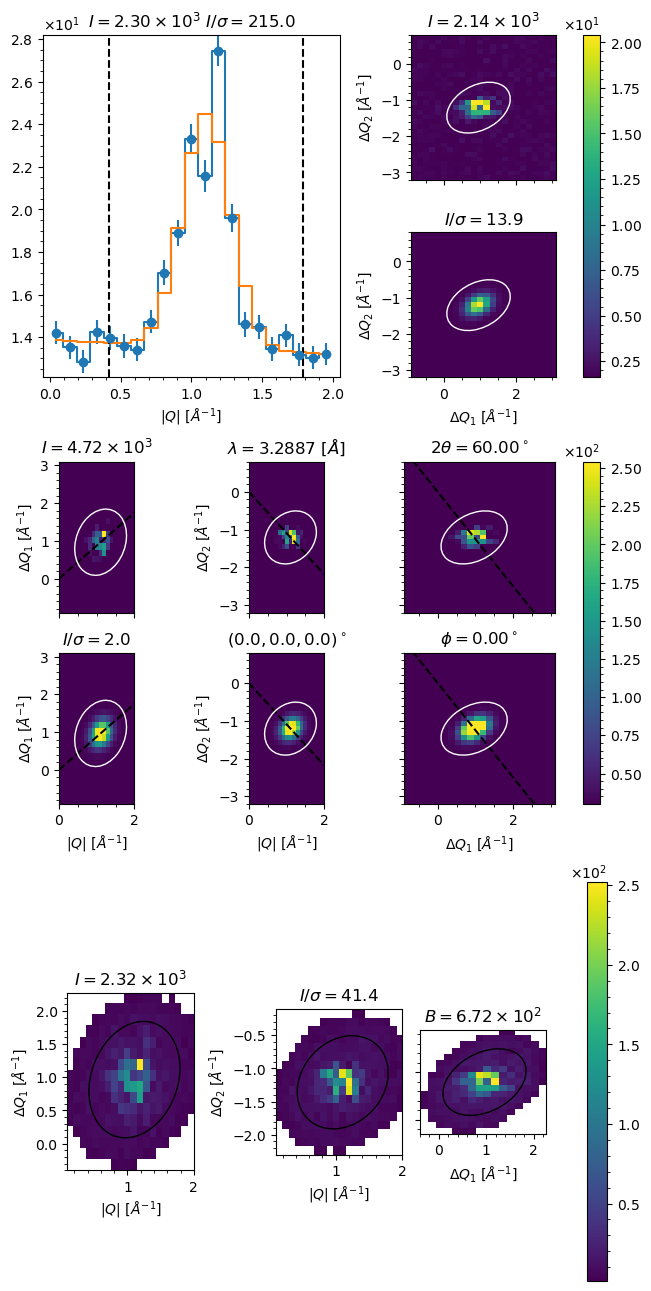 I = 2.30 × 10³ I/σ = 215.0
×10¹
2.8
2.6
2.4
2.2
2.0
1.8
1.6
1.4
0.0 0.5 1.0 1.5 2.0
|Q| [Å⁻¹]
I = 2.14 × 10³
ΔQ₂ [Å⁻¹]
0
−1
−2
−3
I/σ = 13.9
ΔQ₂ [Å⁻¹]
0
−1
−2
−3
0 2
ΔQ₁ [Å⁻¹]
×10¹
2.00
1.75
1.50
1.25
1.00
0.75
0.50
0.25
I = 4.72 × 10³
ΔQ₁ [Å⁻¹]
3
2
1
0
λ = 3.2887 [Å]
ΔQ₂ [Å⁻¹]
0
−1
−2
−3
2θ = 60.00°
I/σ = 2.0
ΔQ₁ [Å⁻¹]
3
2
1
0
0 2
|Q| [Å⁻¹]
(0.0, 0.0, 0.0)°
ΔQ₂ [Å⁻¹]
0
−1
−2
−3
0 2
|Q| [Å⁻¹]
ϕ = 0.00°
0 2
ΔQ₁ [Å⁻¹]
×10²
2.50
2.25
2.00
1.75
1.50
1.25
1.00
0.75
0.50
I = 2.32 × 10³
ΔQ₁ [Å⁻¹]
2.0
1.5
1.0
0.5
0.0
1 2
|Q| [Å⁻¹]
I/σ = 41.4
ΔQ₂ [Å⁻¹]
−0.5
−1.0
−1.5
−2.0
1 2
|Q| [Å⁻¹]
B = 6.72 × 10²
0 1 2
ΔQ₁ [Å⁻¹]
×10²
2.5
2.0
1.5
1.0
0.5